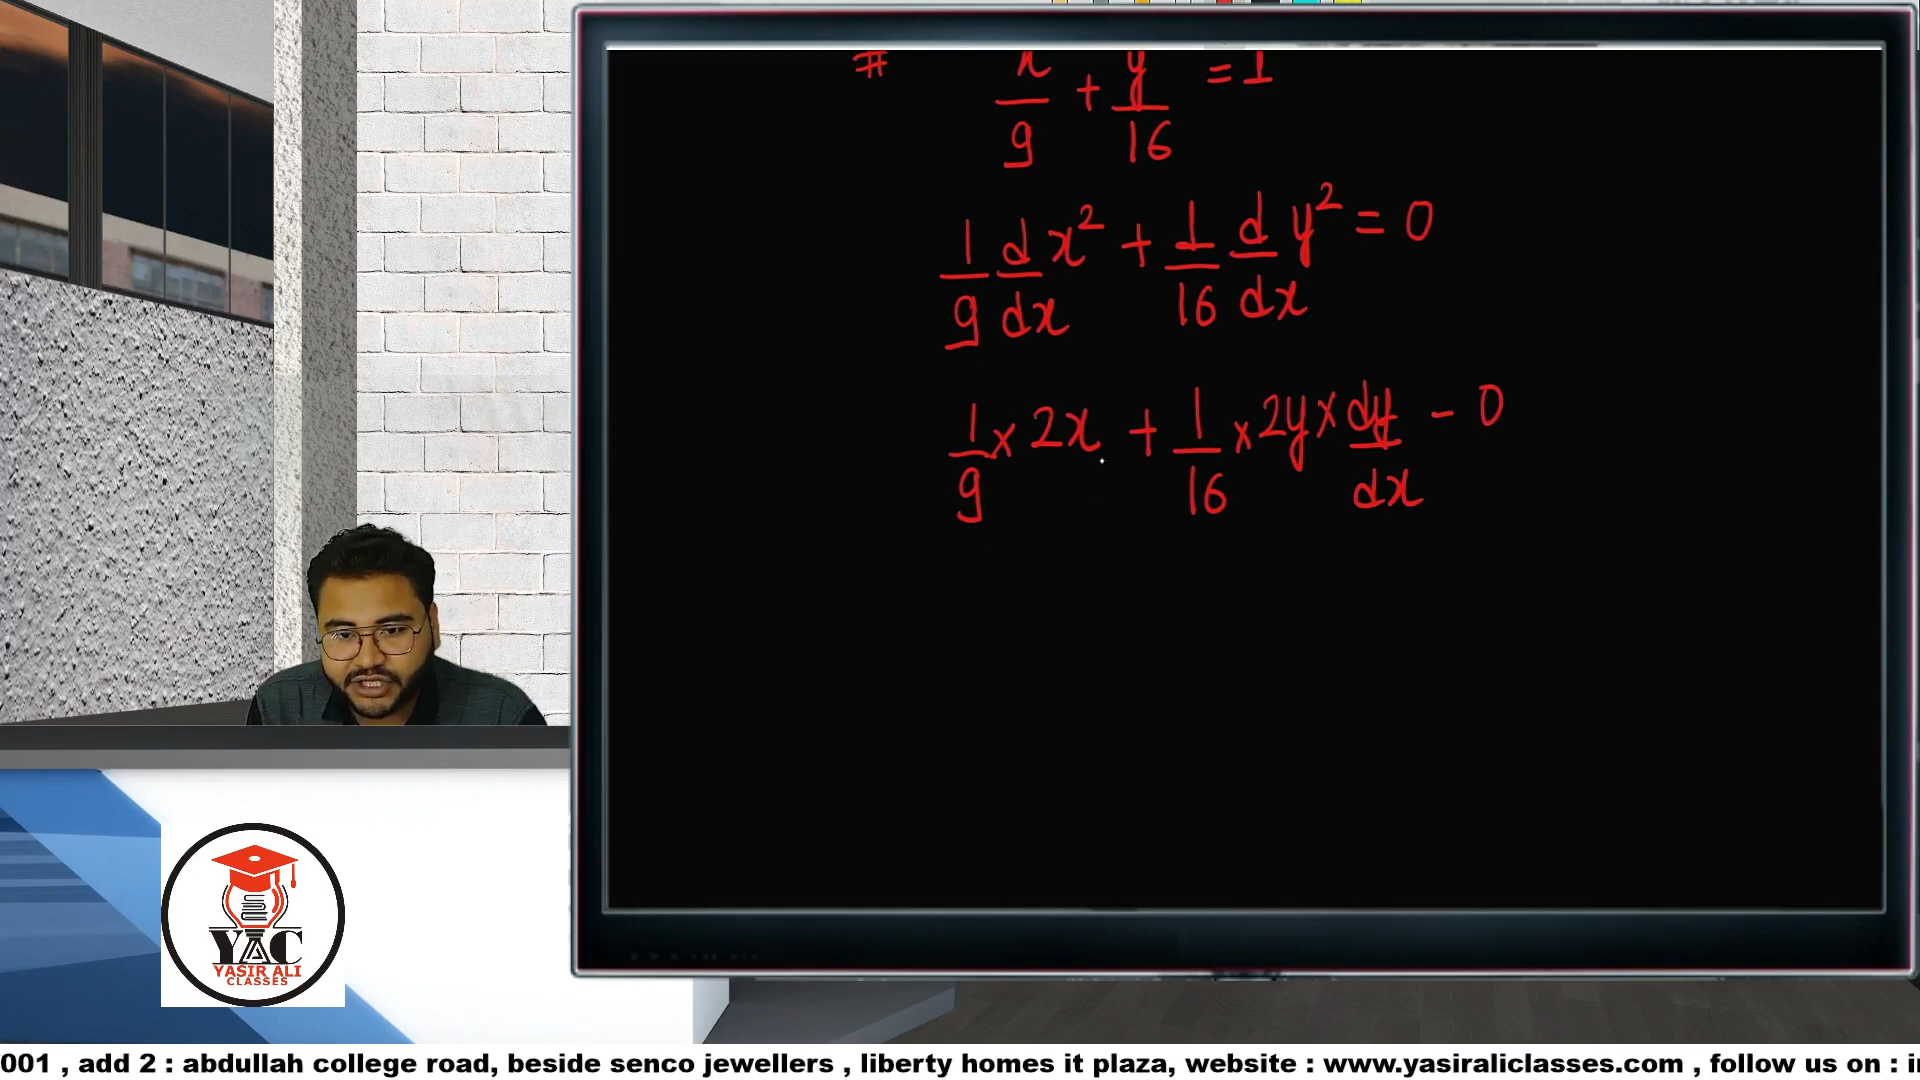 # x/9 + y/16 = 1
1/9 d/dx x² + 1/16 d/dx y² = 0
1/9 × 2x + 1/16 × 2y × dy/dx - 0
YAC
YASIR ALI
CLASSES
001 , add 2 : abdullah college road, beside senco jewellers , liberty homes it plaza, website : www.yasiraliclasses.com , follow us on : i